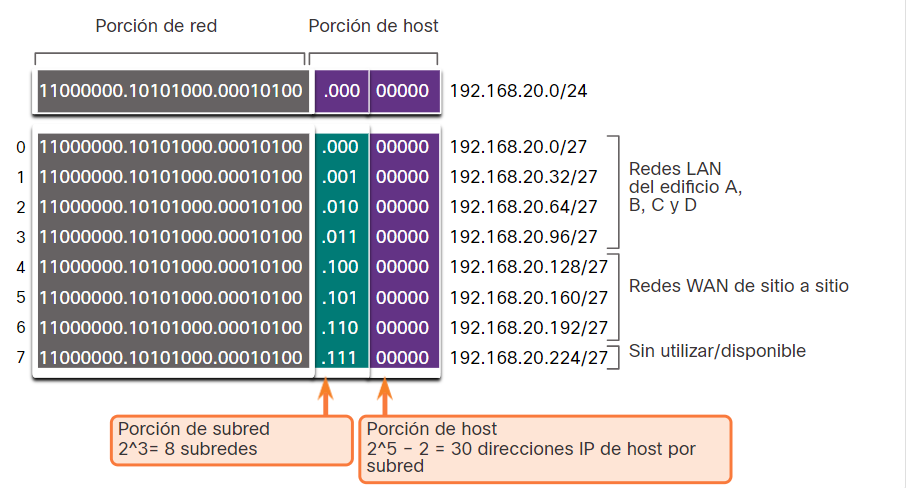 Porción de red Porción de host
11000000.10101000.00010100 .000 00000 192.168.20.0/24
0 11000000.10101000.00010100 .000 00000 192.168.20.0/27
1 11000000.10101000.00010100 .001 00000 192.168.20.32/27
2 11000000.10101000.00010100 .010 00000 192.168.20.64/27
3 11000000.10101000.00010100 .011 00000 192.168.20.96/27
4 11000000.10101000.00010100 .100 00000 192.168.20.128/27
5 11000000.10101000.00010100 .101 00000 192.168.20.160/27
6 11000000.10101000.00010100 .110 00000 192.168.20.192/27
7 11000000.10101000.00010100 .111 00000 192.168.20.224/27
Redes LAN
del edificio A,
B, C y D
Redes WAN de sitio a sitio
Sin utilizar/disponible
Porción de subred
2^3= 8 subredes
Porción de host
2^5 − 2 = 30 direcciones IP de host por
subred